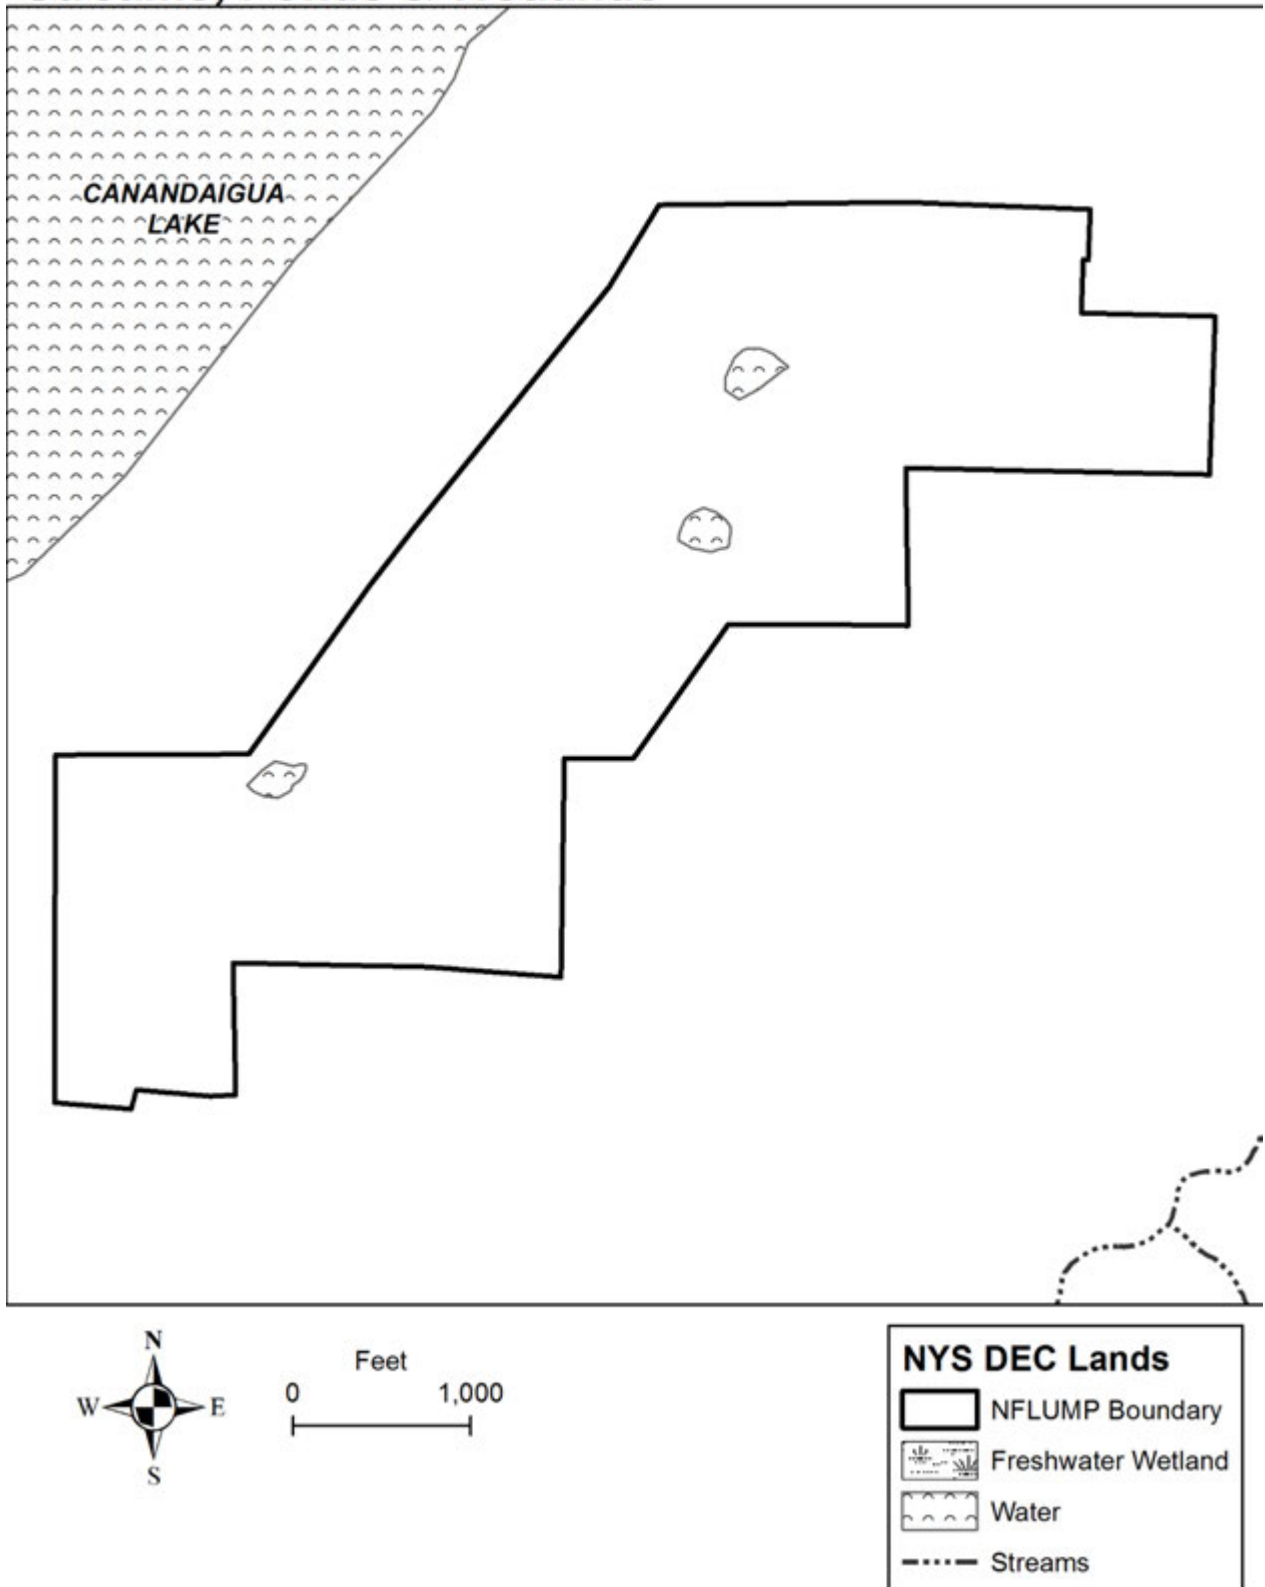 CANANDAIGUA
LAKE
N
W
E
S
Feet
0 1,000
NYS DEC Lands
NFLUMP Boundary
Freshwater Wetland
Water
Streams